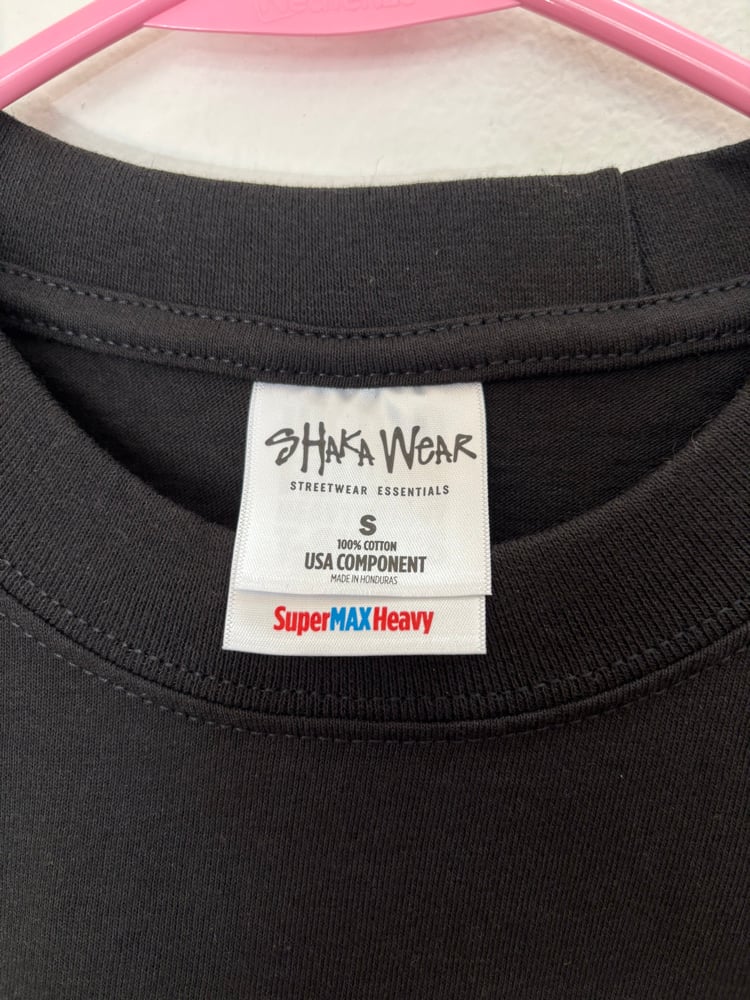 SHAKA WEAR
STREETWEAR ESSENTIALS
S
100% COTTON
USA COMPONENT
MADE IN HONDURAS
SuperMAXHeavy